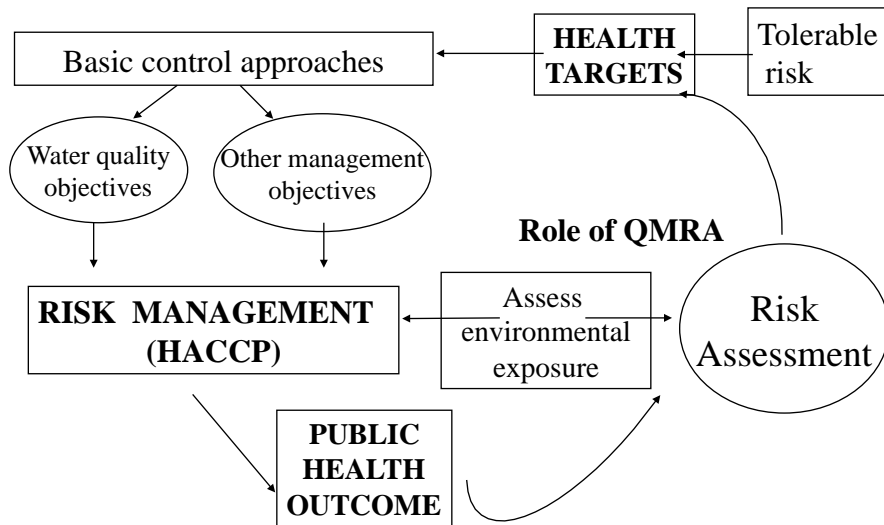 Basic control approaches
HEALTH
TARGETS
Tolerable
risk
Water quality
objectives
Other management
objectives
Role of QMRA
RISK MANAGEMENT
(HACCP)
Assess
environmental
exposure
Risk
Assessment
PUBLIC
HEALTH
OUTCOME